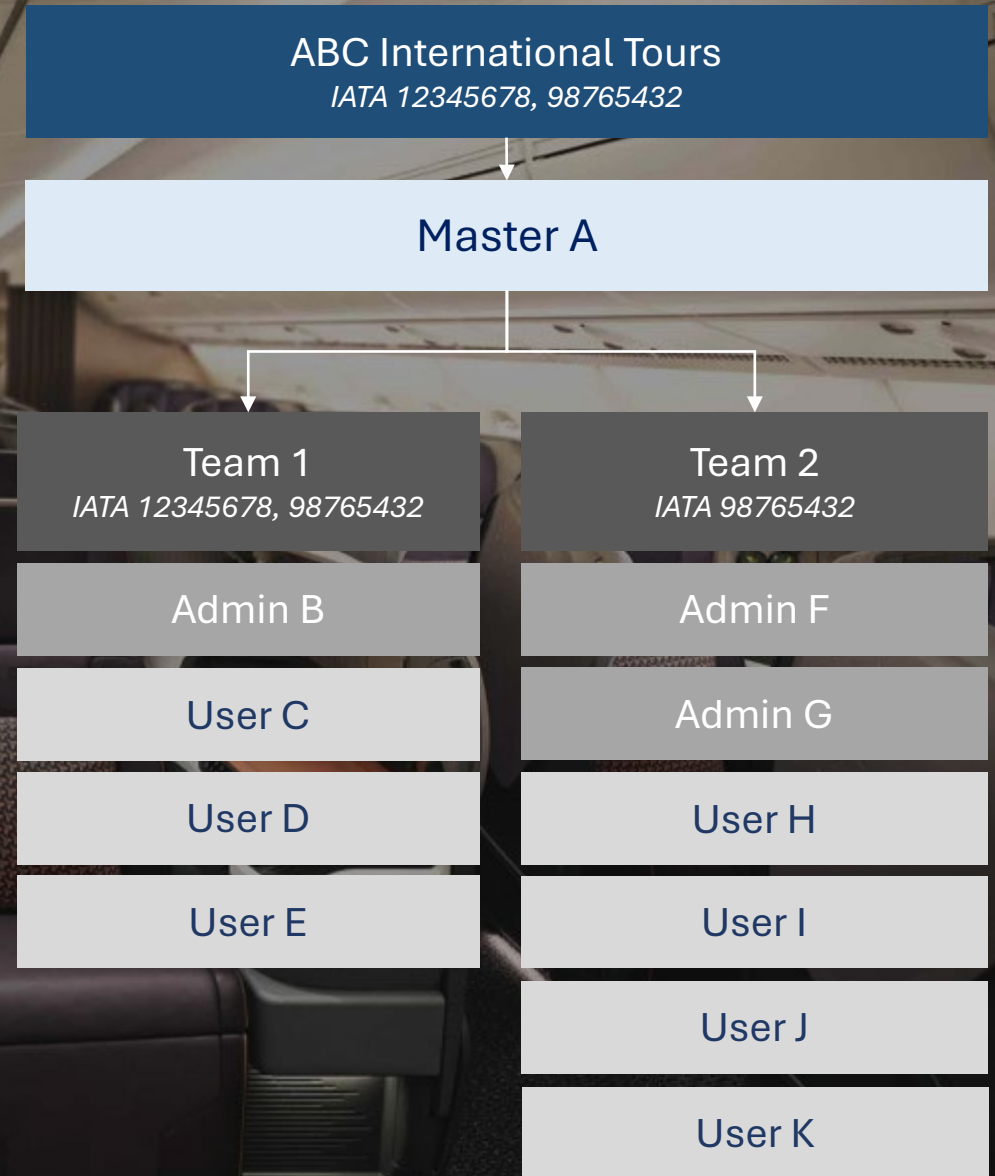 ABC International Tours
IATA 12345678, 98765432
Master A
Team 1
IATA 12345678, 98765432
Admin B
User C
User D
User E
Team 2
IATA 98765432
Admin F
Admin G
User H
User I
User J
User K